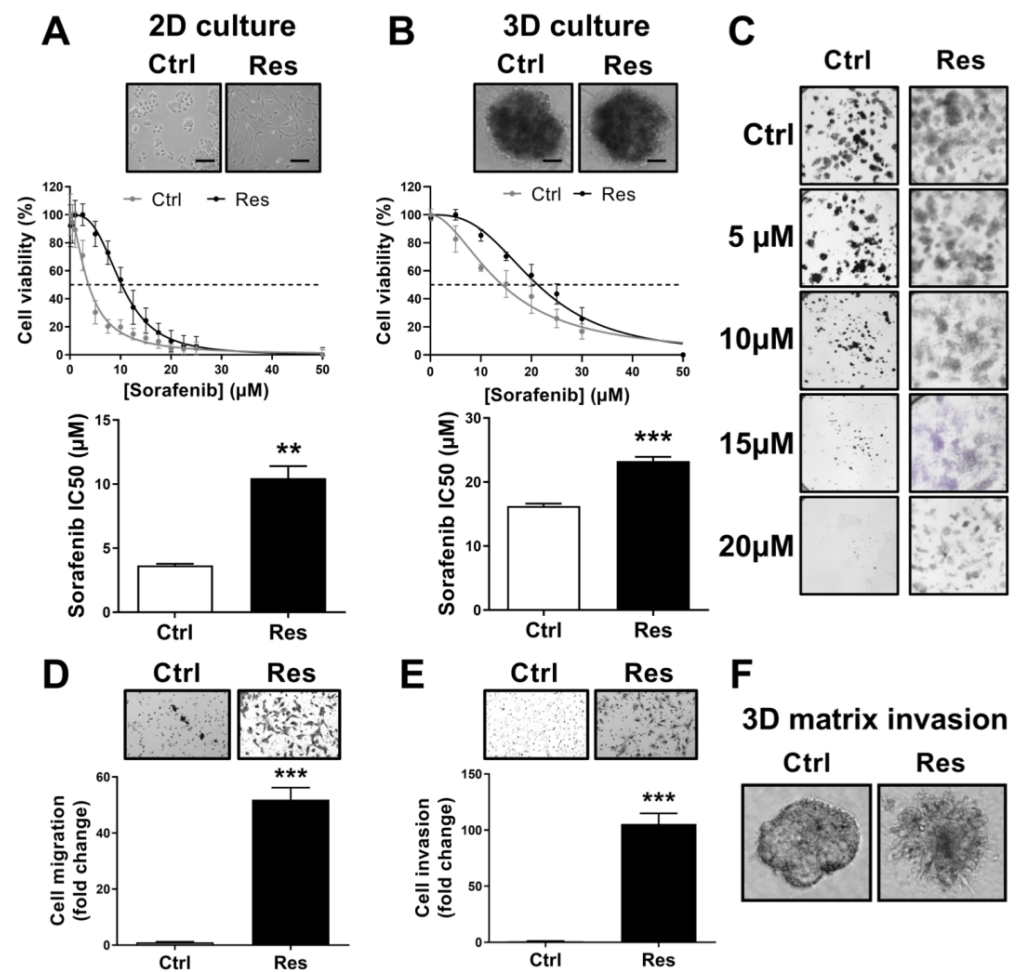 A
2D culture
Ctrl
Res
Cell viability (%)
120
100
80
60
40
20
0
Ctrl
Res
0
10
20
30
40
50
[Sorafenib] (µM)
Sorafenib IC50 (µM)
15
10
5
0
**
Ctrl
Res
B
3D culture
Ctrl
Res
Cell viability (%)
120
100
80
60
40
20
0
Ctrl
Res
0
10
20
30
40
50
[Sorafenib] (µM)
Sorafenib IC50 (µM)
30
20
10
0
***
Ctrl
Res
C
Ctrl
Res
Ctrl
5 µM
10µM
15µM
20µM
D
Ctrl
Res
Cell migration
(fold change)
60
40
20
0
***
Ctrl
Res
E
Ctrl
Res
Cell invasion
(fold change)
150
100
50
0
***
Ctrl
Res
F
3D matrix invasion
Ctrl
Res